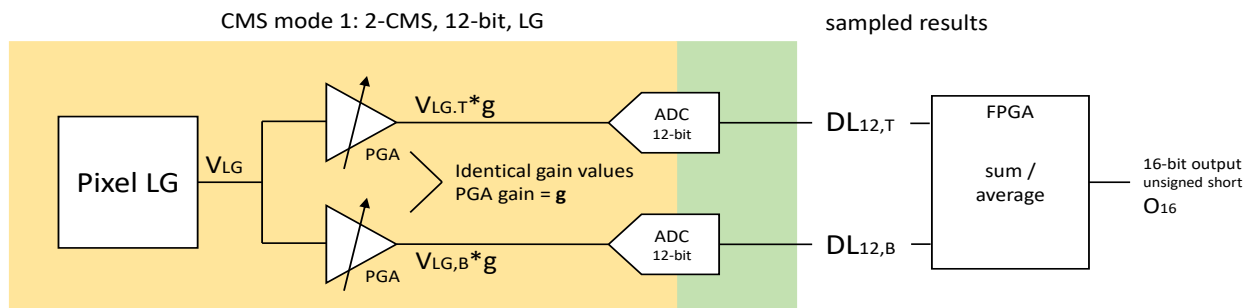 CMS mode 1: 2-CMS, 12-bit, LG
sampled results
Pixel LG
VLG
PGA
VLG.T*g
Identical gain values
PGA gain = g
PGA
VLG,B*g
ADC
12-bit
ADC
12-bit
DL12,T
DL12,B
FPGA
sum /
average
16-bit output
unsigned short
O16